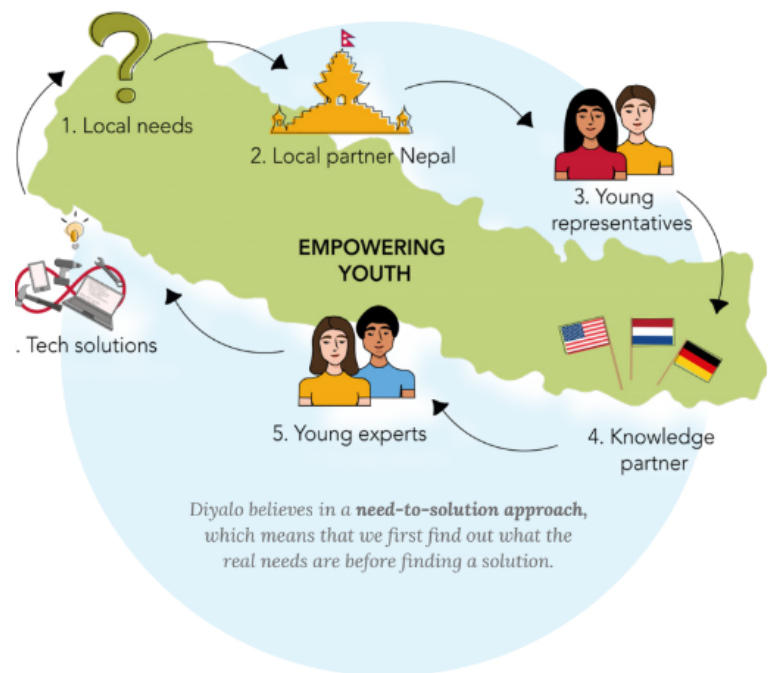 1. Local needs
2. Local partner Nepal
3. Young
representatives
EMPOWERING
YOUTH
. Tech solutions
5. Young experts
4. Knowledge
partner
Diyalo believes in a need-to-solution approach,
which means that we first find out what the
real needs are before finding a solution.